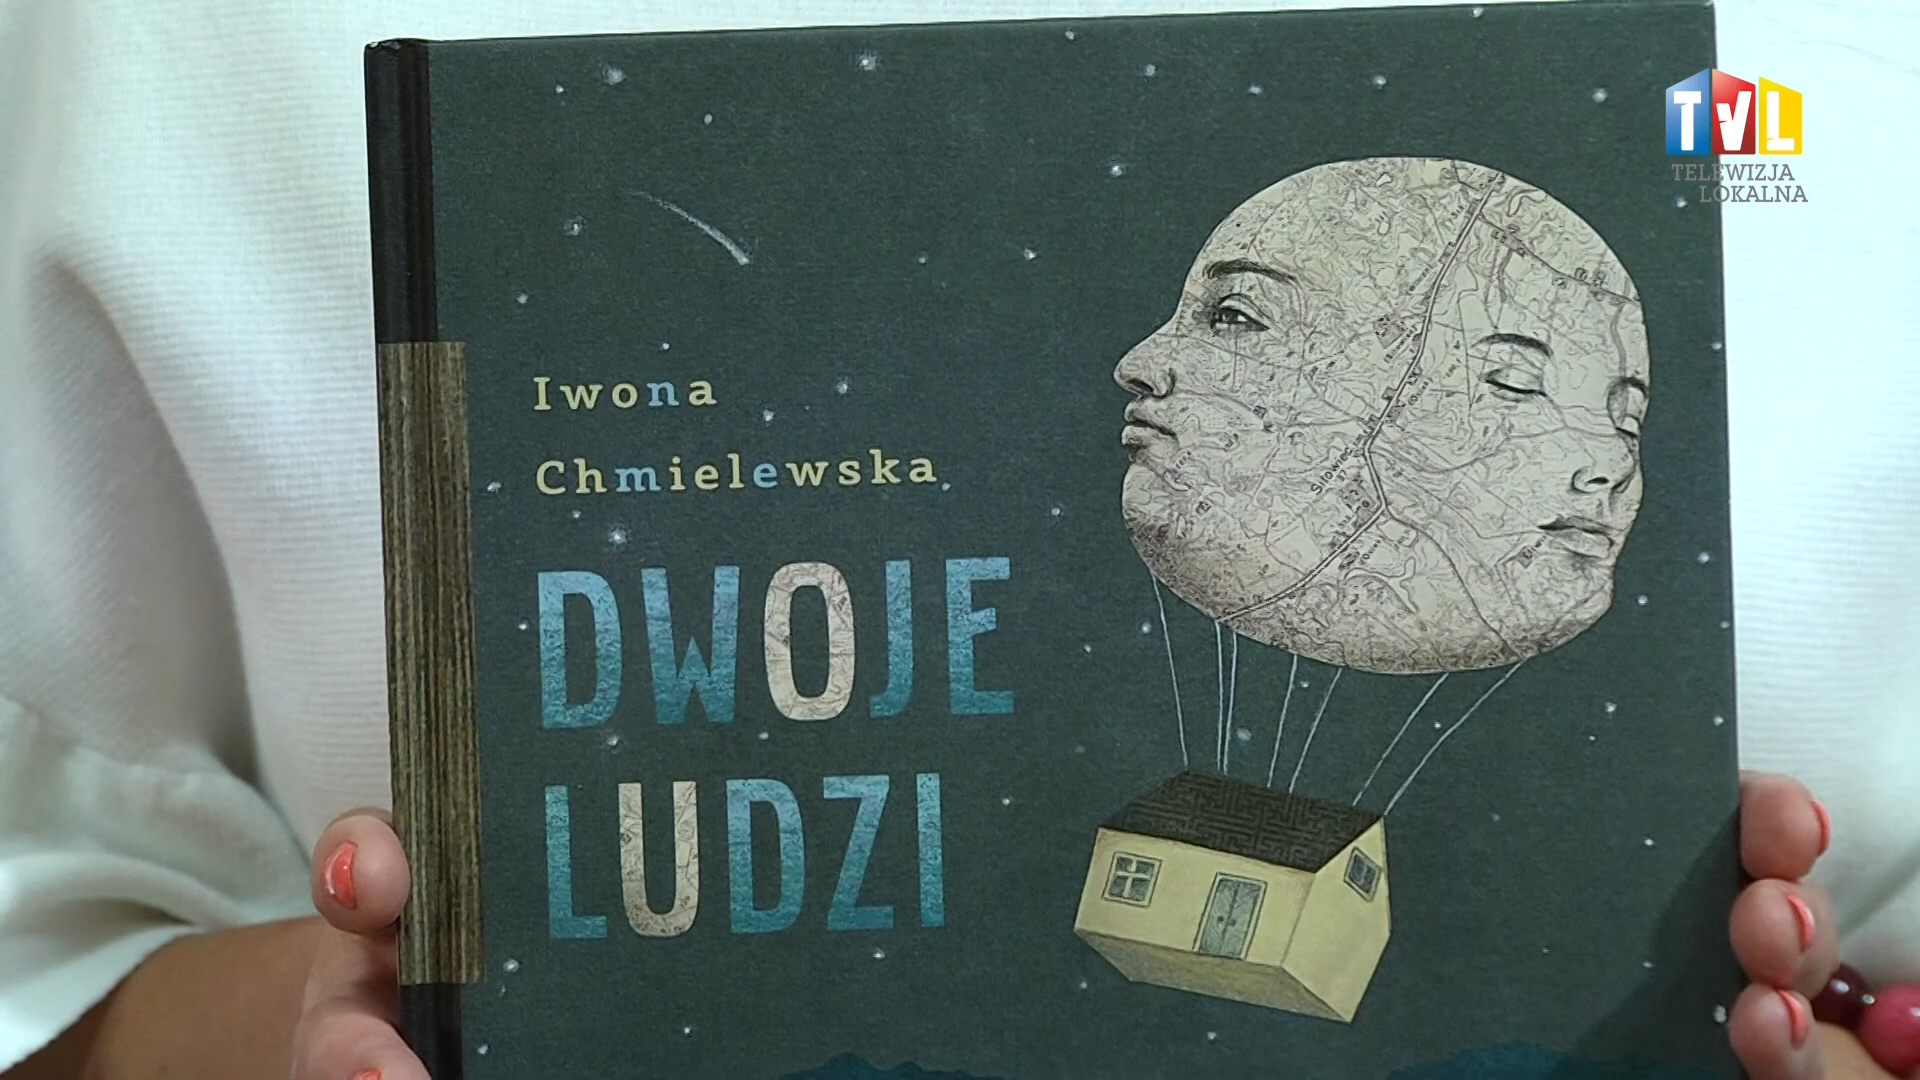 Iwona
Chmielewska
DWOJE
LUDZI
TVL
TELEWIZJA
LOKALNA